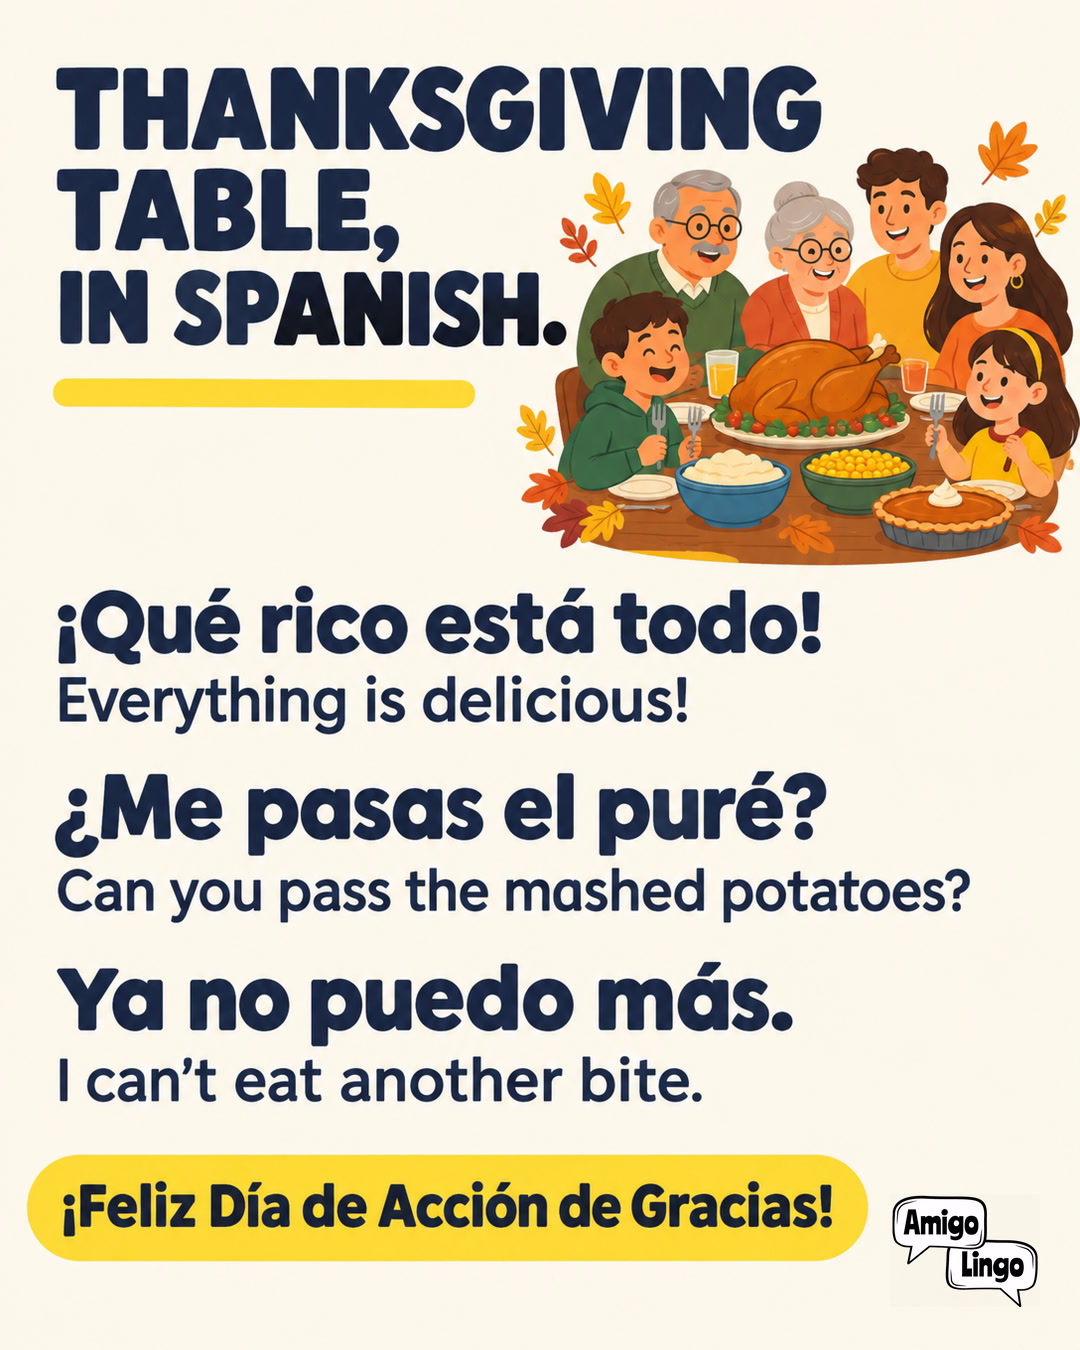 THANKSGIVING
TABLE,
IN SPANISH.
¡Qué rico está todo!
Everything is delicious!
¿Me pasas el puré?
Can you pass the mashed potatoes?
Ya no puedo más.
I can't eat another bite.
¡Feliz Día de Acción de Gracias!
Amigo
Lingo